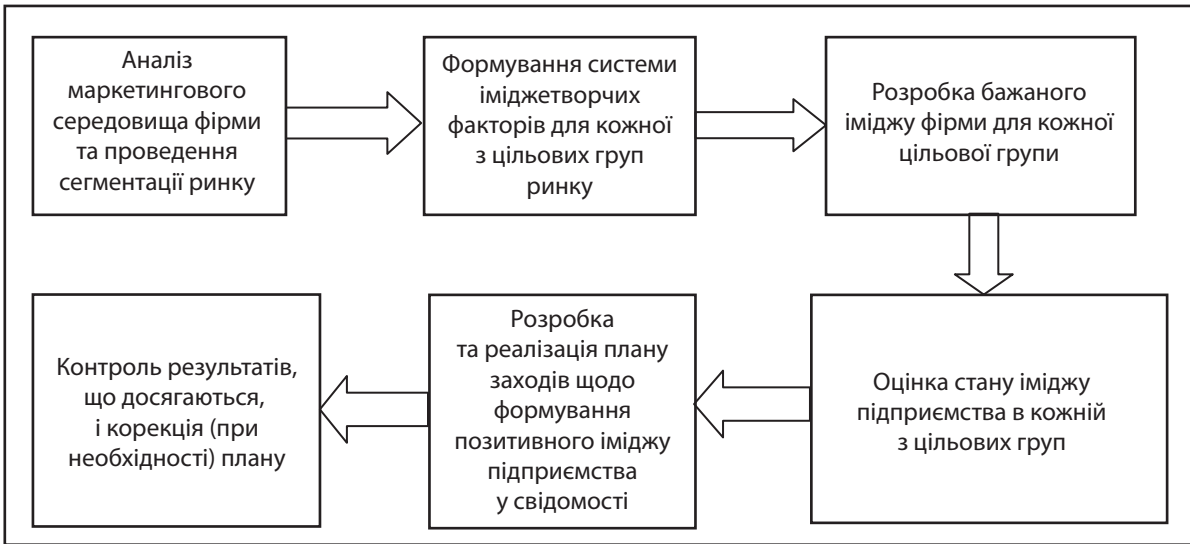 Аналіз
маркетингового
середовища фірми
та проведення
сегментації ринку
Формування системи
іміджетворчих
факторів для кожної
з цільових груп
ринку
Розробка бажаного
іміджу фірми для кожної
цільової групи
Оцінка стану іміджу
підприємства в кожній
з цільових груп
Розробка
та реалізація плану
заходів щодо
формування
позитивного іміджу
підприємства
у свідомості
Контроль результатів,
що досягаються,
і корекція (при
необхідності) плану